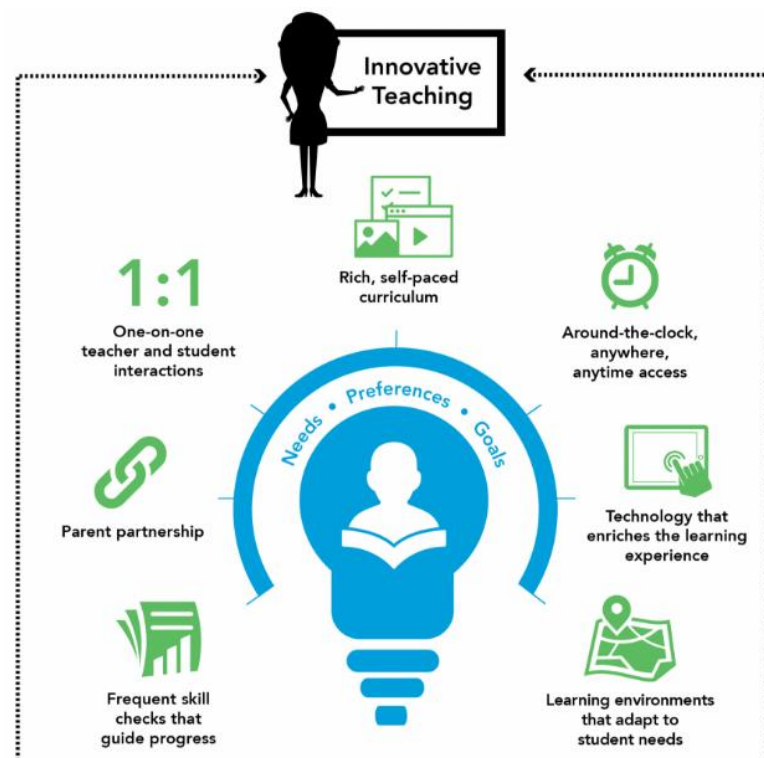 Innovative
Teaching
Rich, self-paced
curriculum
1:1
One-on-one
teacher and student
interactions
Around-the-clock,
anywhere,
anytime access
Needs • Preferences • Goals
Parent partnership
Technology that
enriches the learning
experience
Frequent skill
checks that
guide progress
Learning environments
that adapt to
student needs